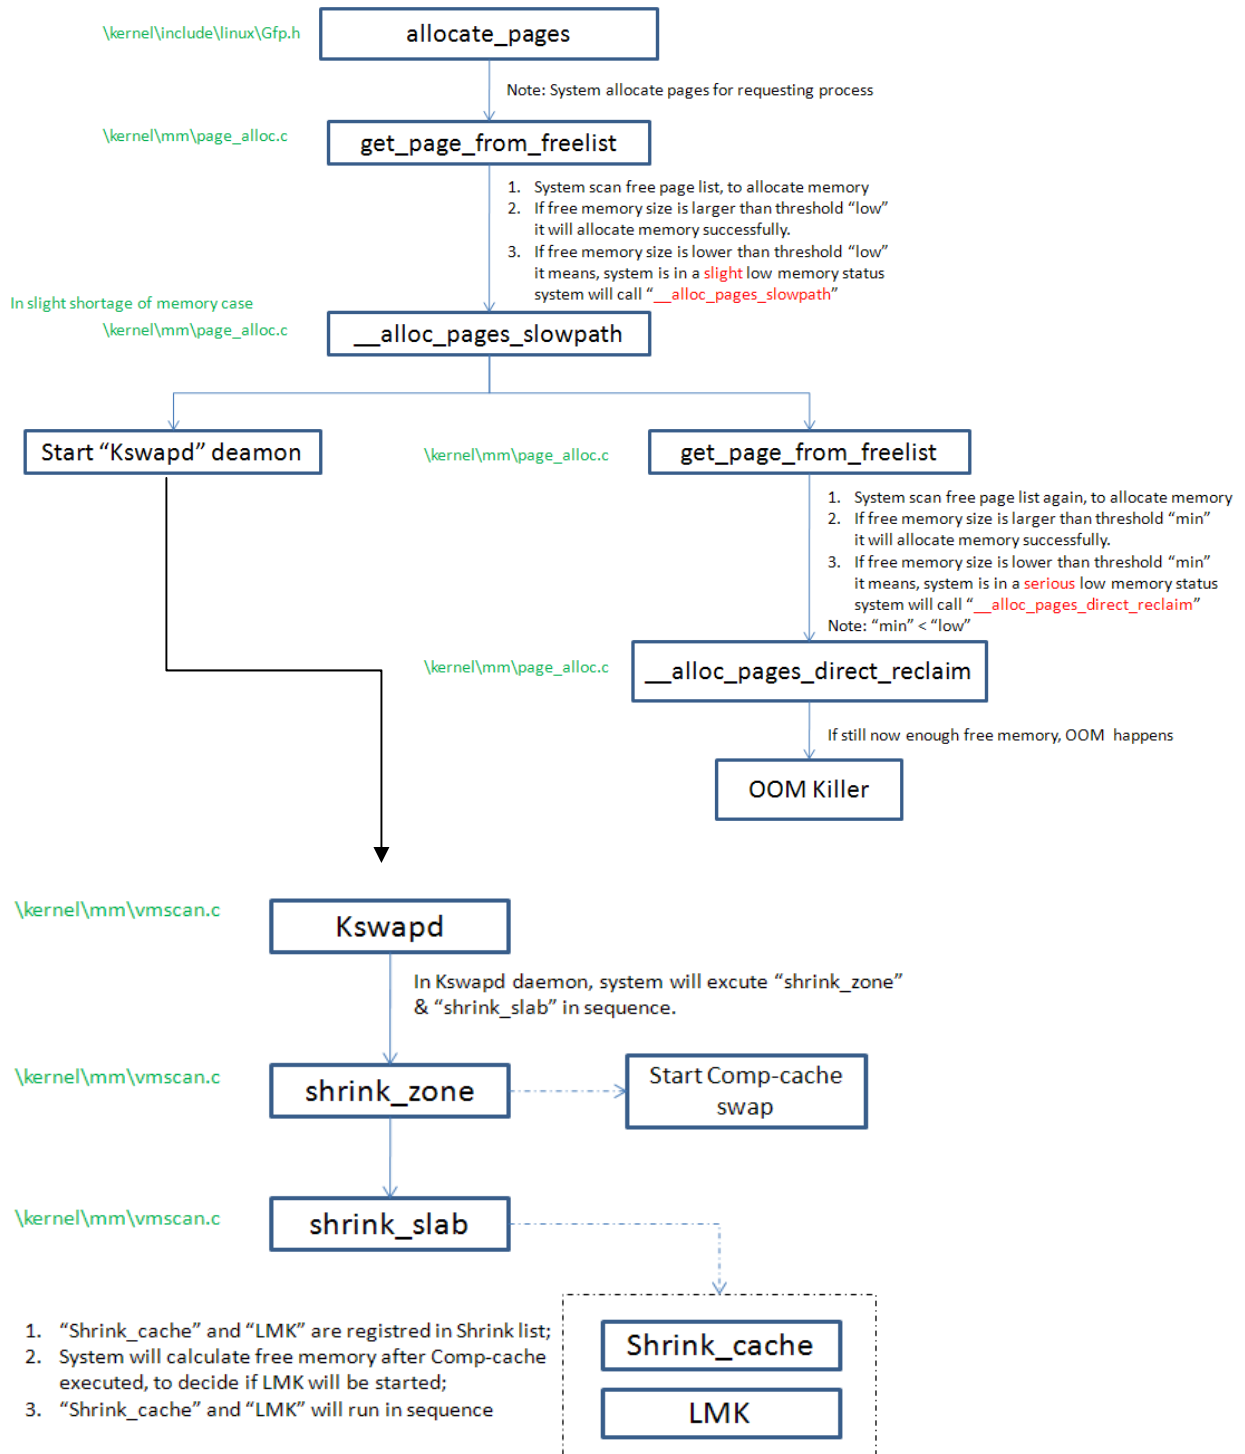 \kernel\include\linux\Gfp.h
allocate_pages
Note: System allocate pages for requesting process
\kernel\mm\page_alloc.c
get_page_from_freelist
1. System scan free page list, to allocate memory
2. If free memory size is larger than threshold “low”
it will allocate memory successfully.
3. If free memory size is lower than threshold “low”
it means, system is in a slight low memory status
system will call “__alloc_pages_slowpath”
In slight shortage of memory case
\kernel\mm\page_alloc.c
__alloc_pages_slowpath
Start “Kswapd” deamon
\kernel\mm\page_alloc.c
get_page_from_freelist
1. System scan free page list again, to allocate memory
2. If free memory size is larger than threshold “min”
it will allocate memory successfully.
3. If free memory size is lower than threshold “min”
it means, system is in a serious low memory status
system will call “__alloc_pages_direct_reclaim”
Note: “min” < “low”
\kernel\mm\page_alloc.c
__alloc_pages_direct_reclaim
If still now enough free memory, OOM happens
OOM Killer
\kernel\mm\vmscan.c
Kswapd
In Kswapd daemon, system will excute “shrink_zone”
& “shrink_slab” in sequence.
\kernel\mm\vmscan.c
shrink_zone
Start Comp-cache
swap
\kernel\mm\vmscan.c
shrink_slab
1. “Shrink_cache” and “LMK” are registred in Shrink list;
2. System will calculate free memory after Comp-cache
executed, to decide if LMK will be started;
3. “Shrink_cache” and “LMK” will run in sequence
Shrink_cache
LMK